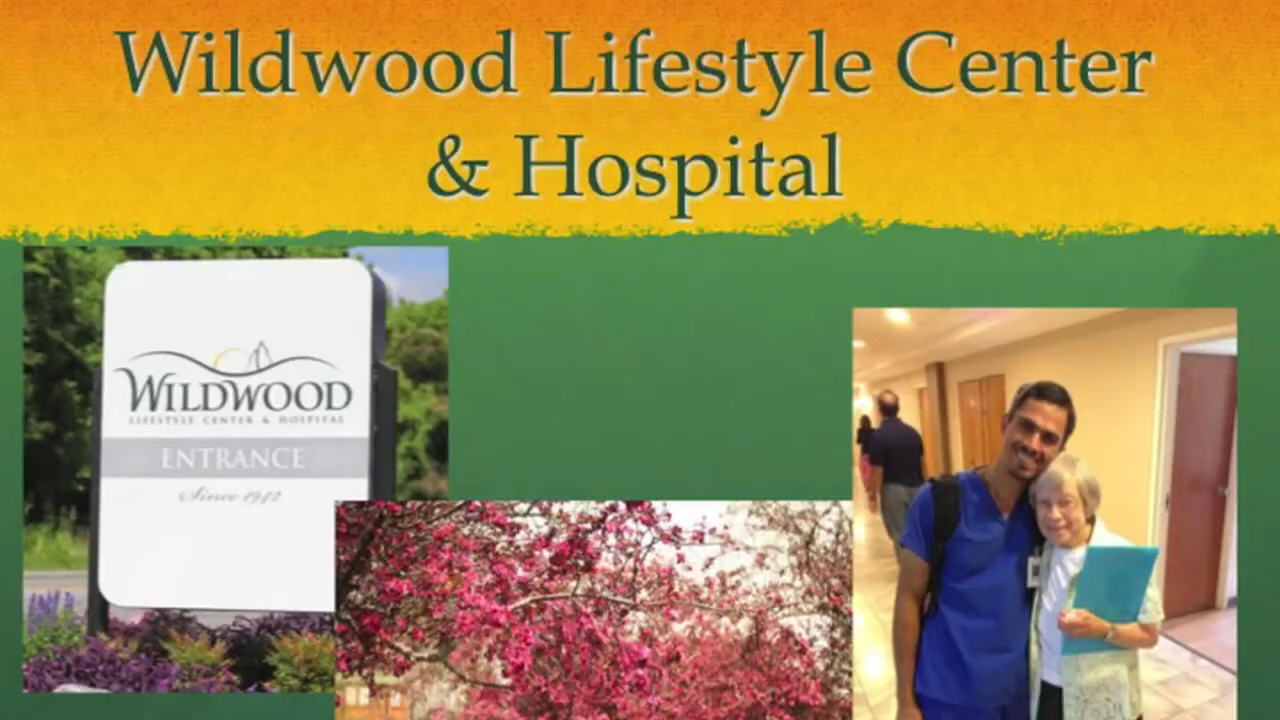 Wildwood Lifestyle Center
& Hospital
WILDWOOD
LIFESTYLE CENTER & HOSPITAL
ENTRANCE
Since 1942